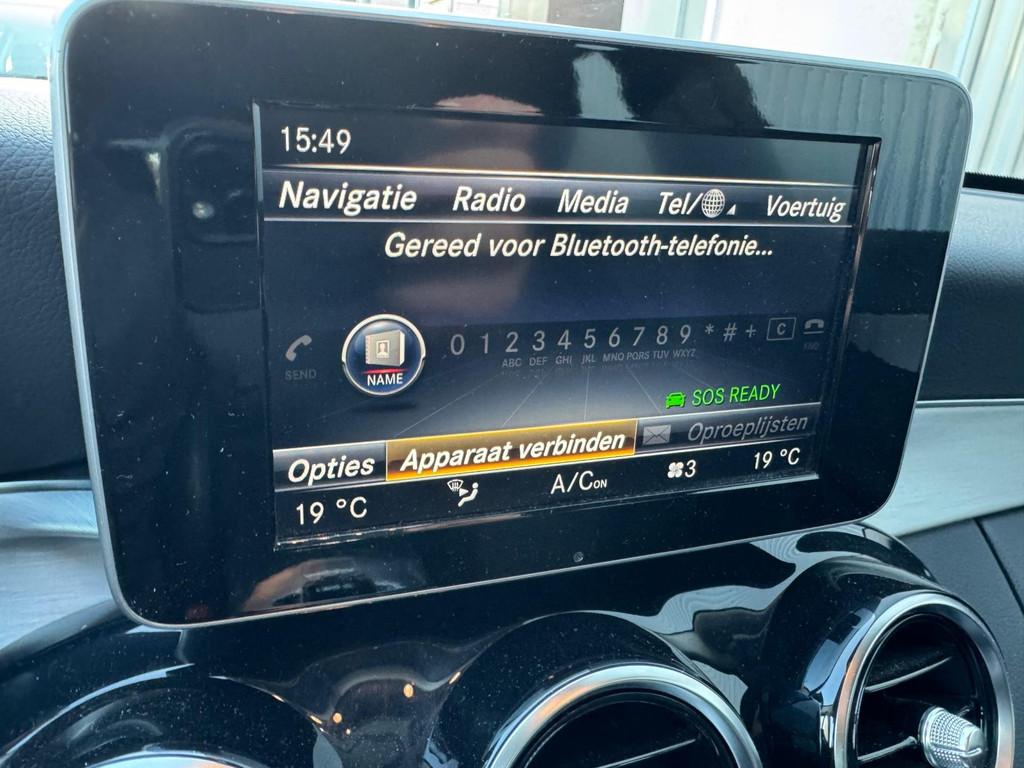 15:49
Navigatie Radio Media Tel/ Voertuig
Gereed voor Bluetooth-telefonie...
SEND NAME 0 1 2 3 4 5 6 7 8 9 * # + C END
ABC DEF GHI JKL MNO PQRS TUV WXYZ
SOS READY
Opties Apparaat verbinden Oproeplijsten
19 °C A/C ON 3 19 °C